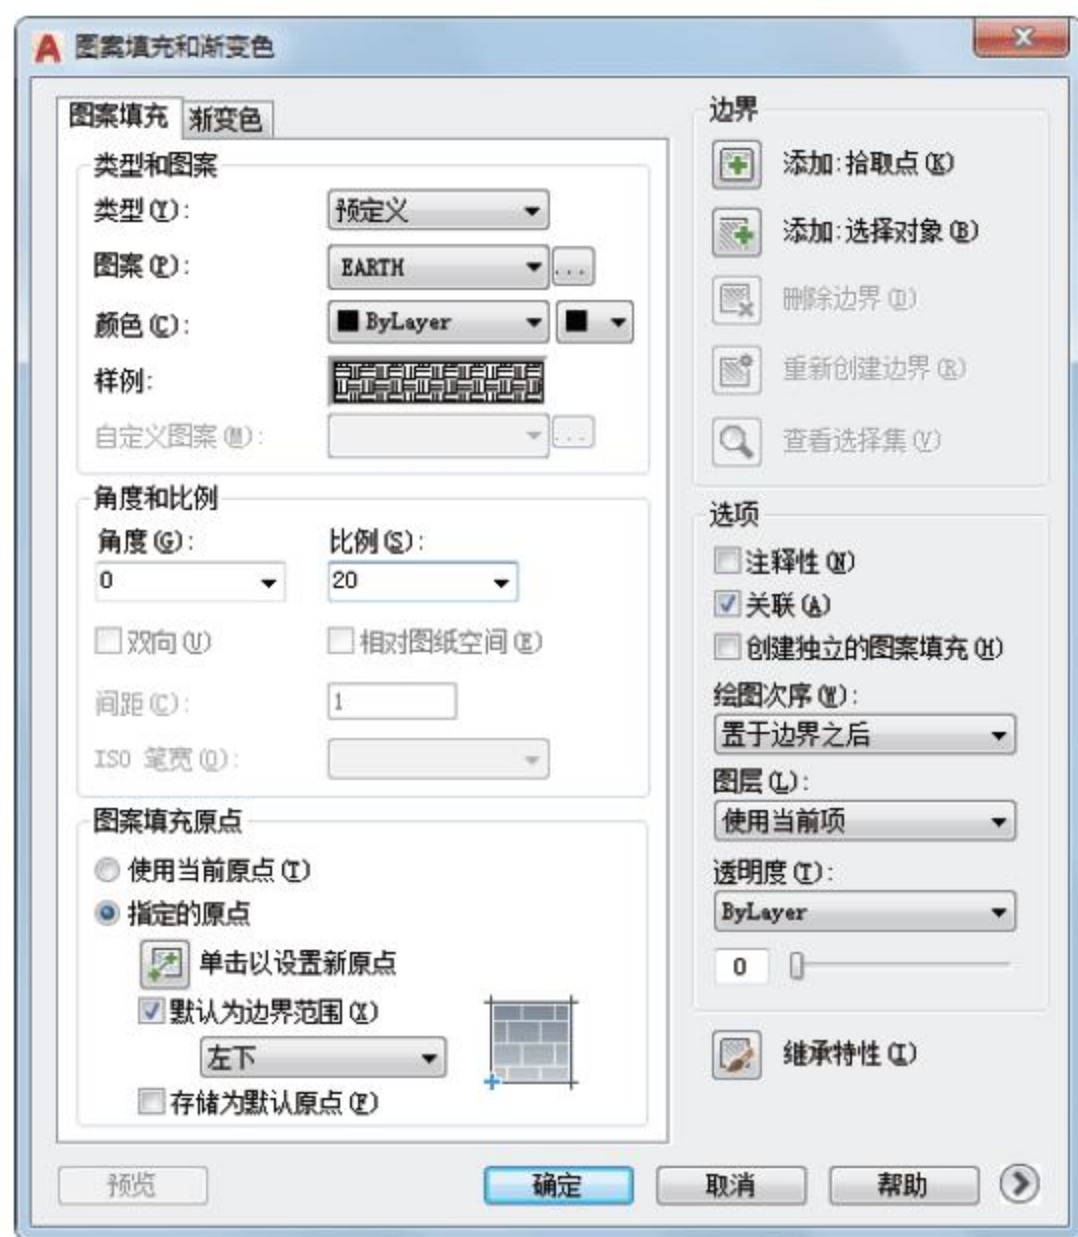 图案填充和渐变色
图案填充 渐变色
类型和图案
类型(Y):
预定义
图案(P):
EARTH
...
颜色(C):
ByLayer
样例:
自定义图案(M):
...
角度和比例
角度(G):
比例(S):
0
20
双向(U)
相对图纸空间(E)
间距(C):
1
ISO 笔宽(O):
图案填充原点
使用当前原点(T)
指定的原点
单击以设置新原点
默认为边界范围(X)
左下
存储为默认原点(F)
边界
添加:拾取点(K)
添加:选择对象(B)
删除边界(D)
重新创建边界(R)
查看选择集(V)
选项
注释性(N)
关联(A)
创建独立的图案填充(H)
绘图次序(W):
置于边界之后
图层(L):
使用当前项
透明度(T):
ByLayer
0
继承特性(I)
预览
确定
取消
帮助